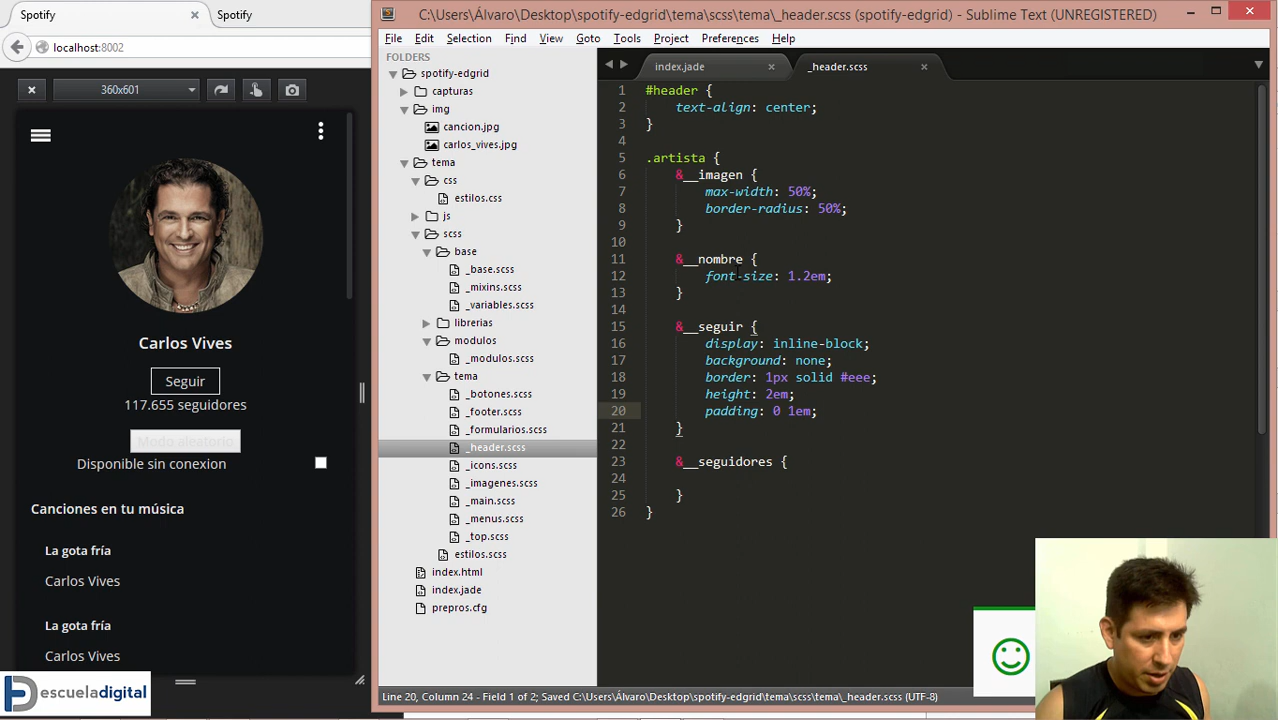 Spotify
Spotify
C:\Users\Álvaro\Desktop\spotify-edgrid\tema\scss\tema\_header.scss (spotify-edgrid) - Sublime Text (UNREGISTERED)
File Edit Selection Find View Goto Tools Project Preferences Help
localhost:8002
FOLDERS
index.jade
_header.scss
360x601
spotify-edgrid
capturas
img
cancion.jpg
carlos_vives.jpg
tema
css
estilos.css
js
scss
base
_base.scss
_mixins.scss
_variables.scss
librerias
modulos
_modulos.scss
tema
_botones.scss
_footer.scss
_formularios.scss
_header.scss
_icons.scss
_imagenes.scss
_main.scss
_menus.scss
_top.scss
estilos.scss
index.html
index.jade
prepros.cfg
1 #header {
2 text-align: center;
3 }
4
5 .artista {
6 &__imagen {
7 max-width: 50%;
8 border-radius: 50%;
9 }
10
11 &__nombre {
12 font-size: 1.2em;
13 }
14
15 &__seguir {
16 display: inline-block;
17 background: none;
18 border: 1px solid #eee;
19 height: 2em;
20 padding: 0 1em;
21 }
22
23 &__seguidores {
24
25 }
26 }
Carlos Vives
Seguir
117.655 seguidores
Modo aleatorio
Disponible sin conexion
Canciones en tu música
La gota fría
Carlos Vives
La gota fría
Carlos Vives
escueladigital
Line 20, Column 24 - Field 1 of 2; Saved C:\Users\Álvaro\Desktop\spotify-edgrid\tema\scss\tema\_header.scss (UTF-8)